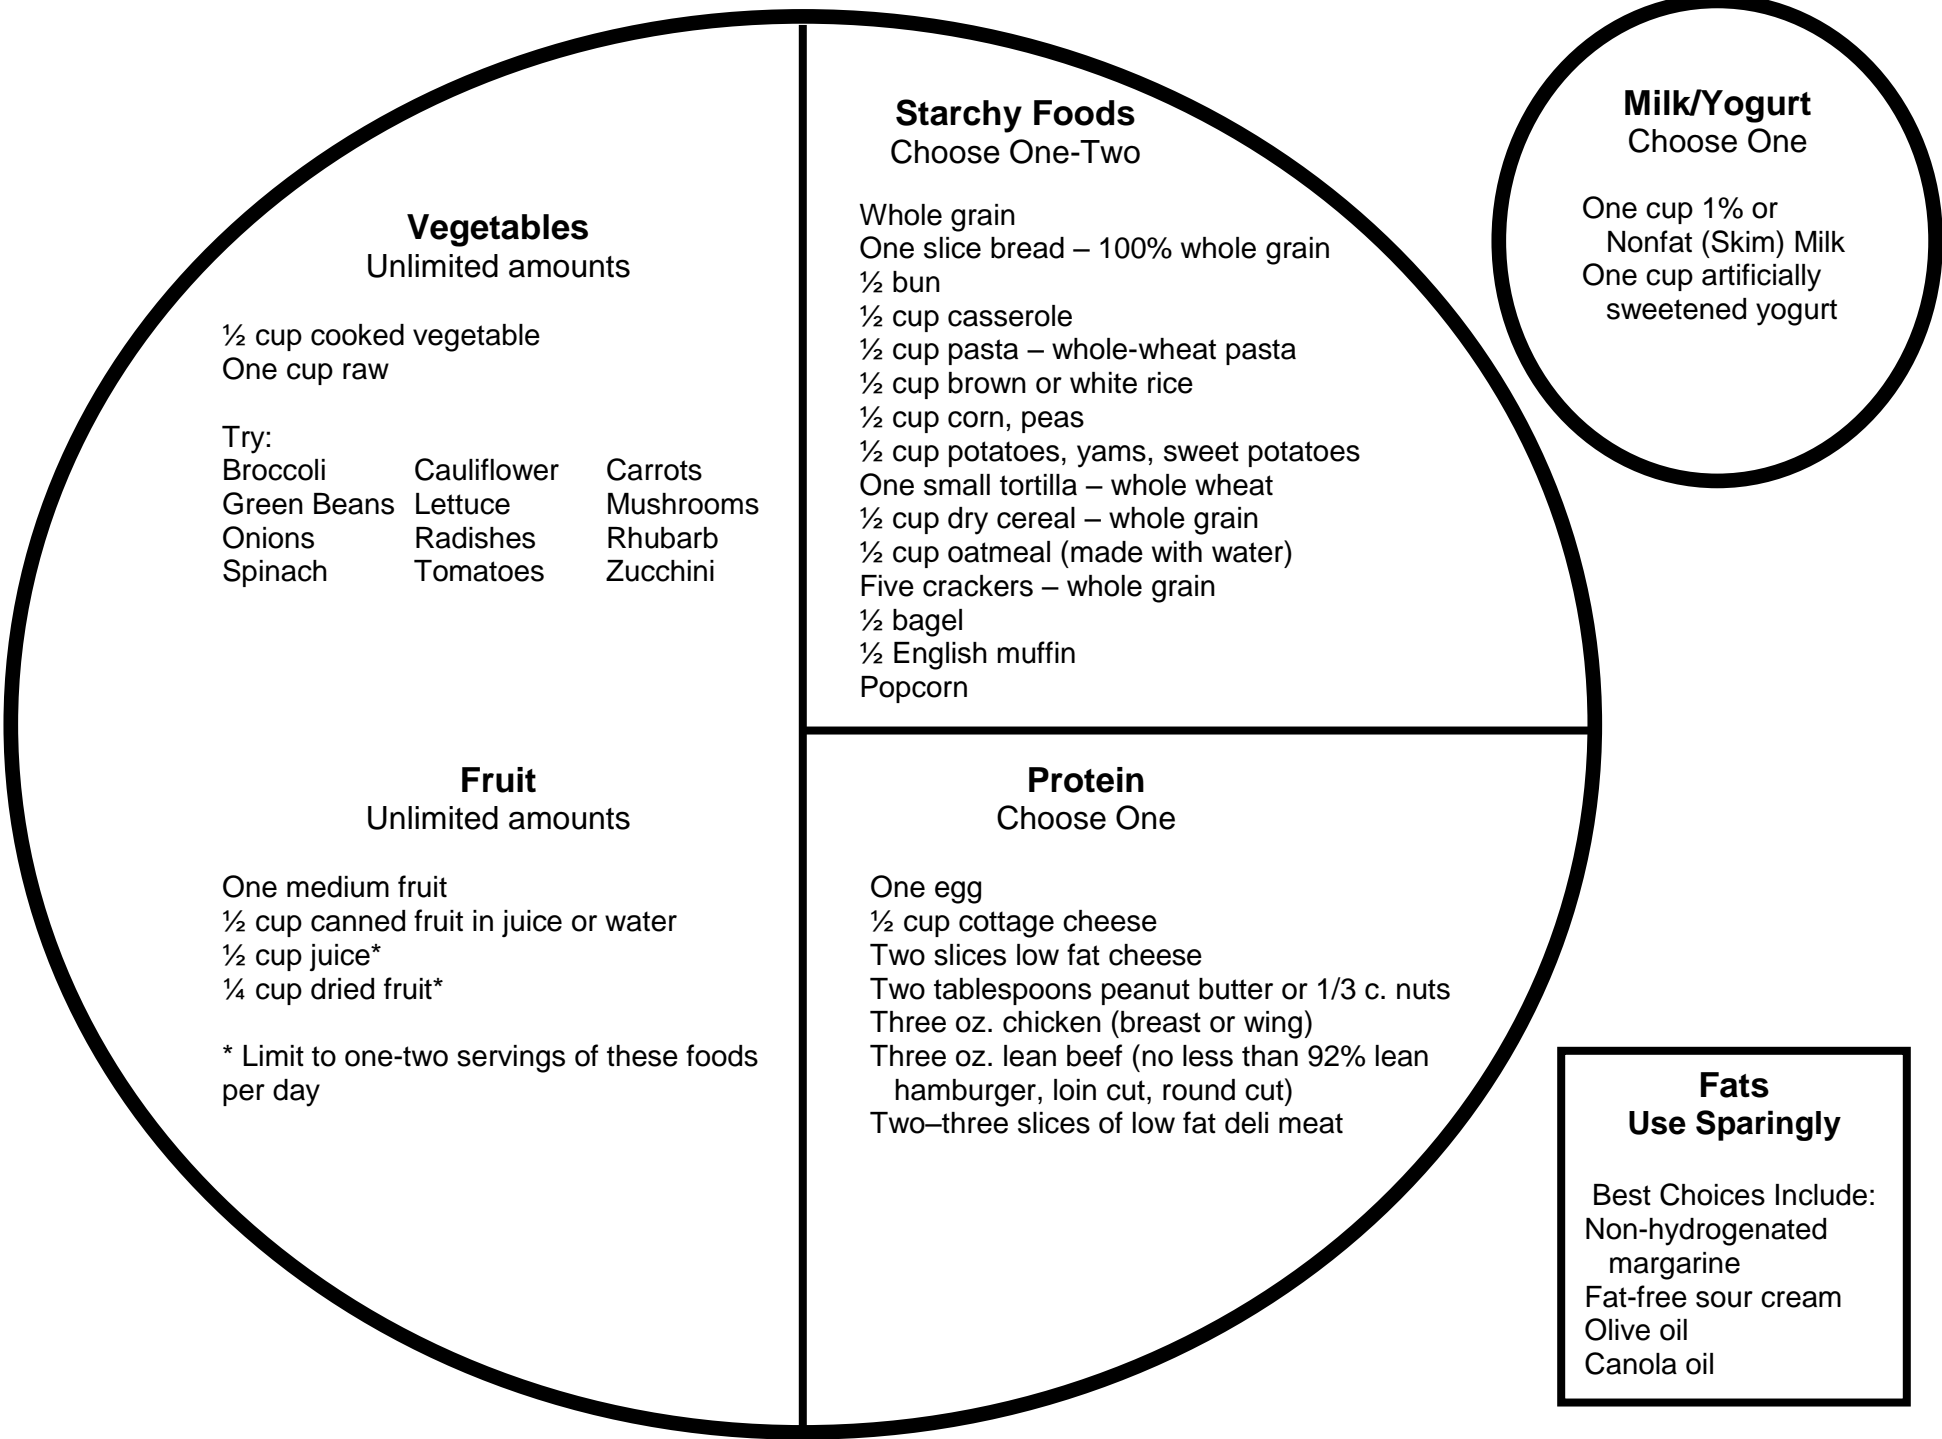 Vegetables
Unlimited amounts
½ cup cooked vegetable
One cup raw
Try:
Broccoli Cauliflower Carrots
Green Beans Lettuce Mushrooms
Onions Radishes Rhubarb
Spinach Tomatoes Zucchini
Fruit
Unlimited amounts
One medium fruit
½ cup canned fruit in juice or water
½ cup juice*
¼ cup dried fruit*
* Limit to one-two servings of these foods
per day
Starchy Foods
Choose One-Two
Whole grain
One slice bread – 100% whole grain
½ bun
½ cup casserole
½ cup pasta – whole-wheat pasta
½ cup brown or white rice
½ cup corn, peas
½ cup potatoes, yams, sweet potatoes
One small tortilla – whole wheat
½ cup dry cereal – whole grain
½ cup oatmeal (made with water)
Five crackers – whole grain
½ bagel
½ English muffin
Popcorn
Protein
Choose One
One egg
½ cup cottage cheese
Two slices low fat cheese
Two tablespoons peanut butter or 1/3 c. nuts
Three oz. chicken (breast or wing)
Three oz. lean beef (no less than 92% lean
hamburger, loin cut, round cut)
Two–three slices of low fat deli meat
Milk/Yogurt
Choose One
One cup 1% or
Nonfat (Skim) Milk
One cup artificially
sweetened yogurt
Fats
Use Sparingly
Best Choices Include:
Non-hydrogenated
margarine
Fat-free sour cream
Olive oil
Canola oil